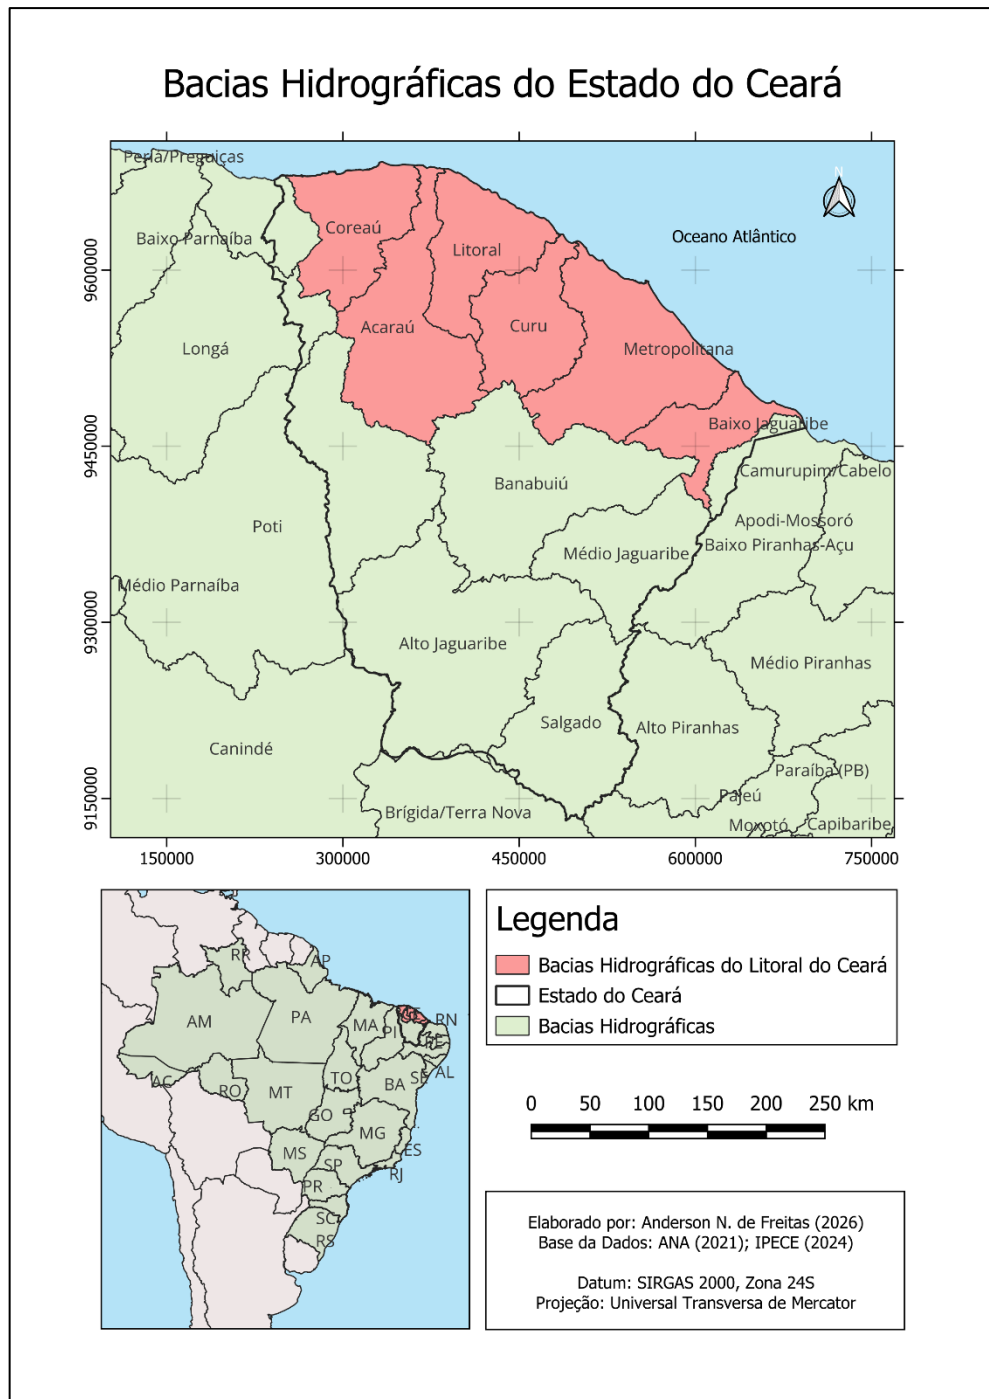 Bacias Hidrográficas do Estado do Ceará
Perlá/Preguiças
N
Baixo Parnaíba
Coreaú
Litoral
Oceano Atlântico
9600000
Acaraú
Curu
Longá
Metropolitana
Baixo Jaguaribe
9450000
Camurupim/Cabelo
Banabuiú
Poti
Apodi-Mossoró
Médio Jaguaribe
Baixo Piranhas-Açu
Médio Parnaíba
9300000
Alto Jaguaribe
Médio Piranhas
Salgado
Alto Piranhas
Canindé
Paraíba (PB)
9150000
Pajeú
Brígida/Terra Nova
Moxotó
Capibaribe
150000
300000
450000
600000
750000
RR
AP
AM
PA
MA
PI
RN
PE
AC
RO
MT
TO
BA
SE
AL
GO
MG
MS
ES
SP
RJ
PR
SC
RS
Legenda
Bacias Hidrográficas do Litoral do Ceará
Estado do Ceará
Bacias Hidrográficas
0 50 100 150 200 250 km
Elaborado por: Anderson N. de Freitas (2026)
Base da Dados: ANA (2021); IPECE (2024)
Datum: SIRGAS 2000, Zona 24S
Projeção: Universal Transversa de Mercator